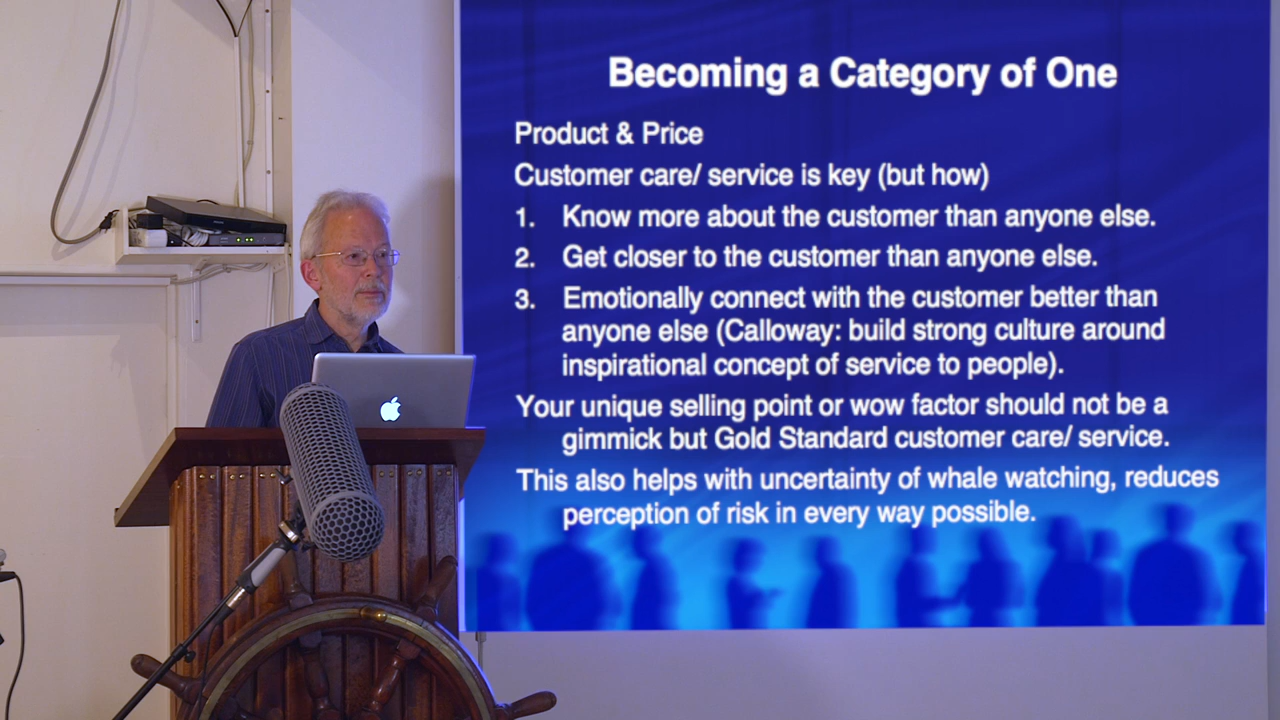 Becoming a Category of One
Product & Price
Customer care/ service is key (but how)
1. Know more about the customer than anyone else.
2. Get closer to the customer than anyone else.
3. Emotionally connect with the customer better than
anyone else (Calloway: build strong culture around
inspirational concept of service to people).
Your unique selling point or wow factor should not be a
gimmick but Gold Standard customer care/ service.
This also helps with uncertainty of whale watching, reduces
perception of risk in every way possible.